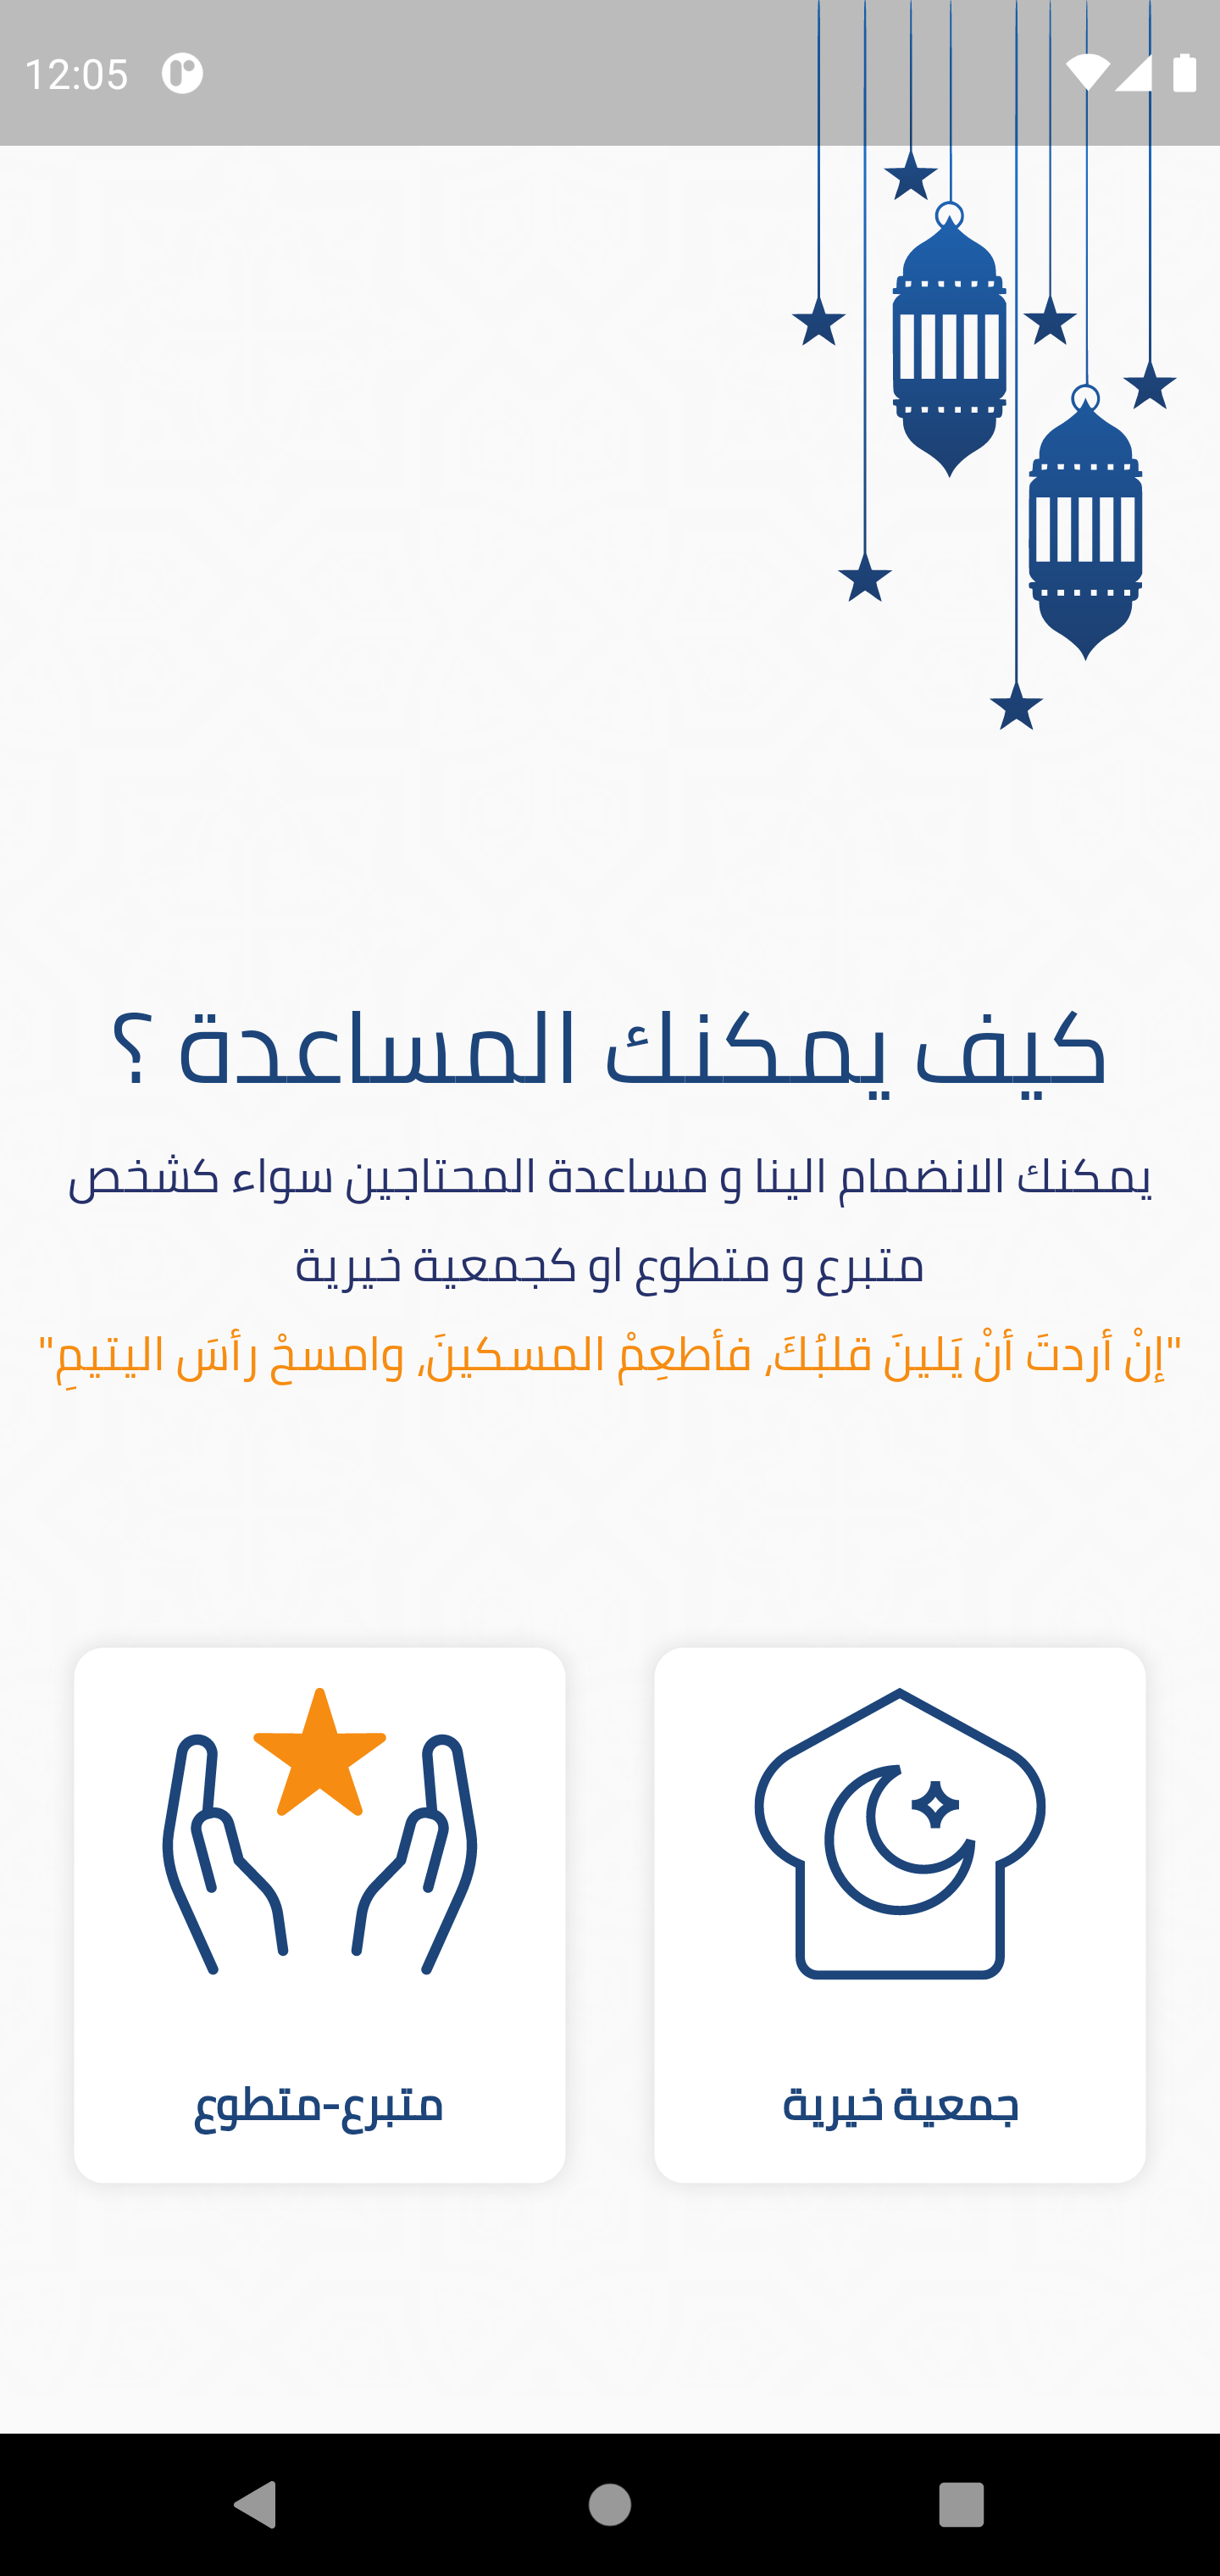 12:05
كيف يمكنك المساعدة ؟
يمكنك الانضمام الينا و مساعدة المحتاجين سواء كشخص
متبرع و متطوع او كجمعية خيرية
"إنْ أردتَ أنْ يَلينَ قلبُكَ، فأطعِمْ المسكينَ، وامسحْ رأسَ اليتيمِ"
جمعية خيرية
متبرع-متطوع